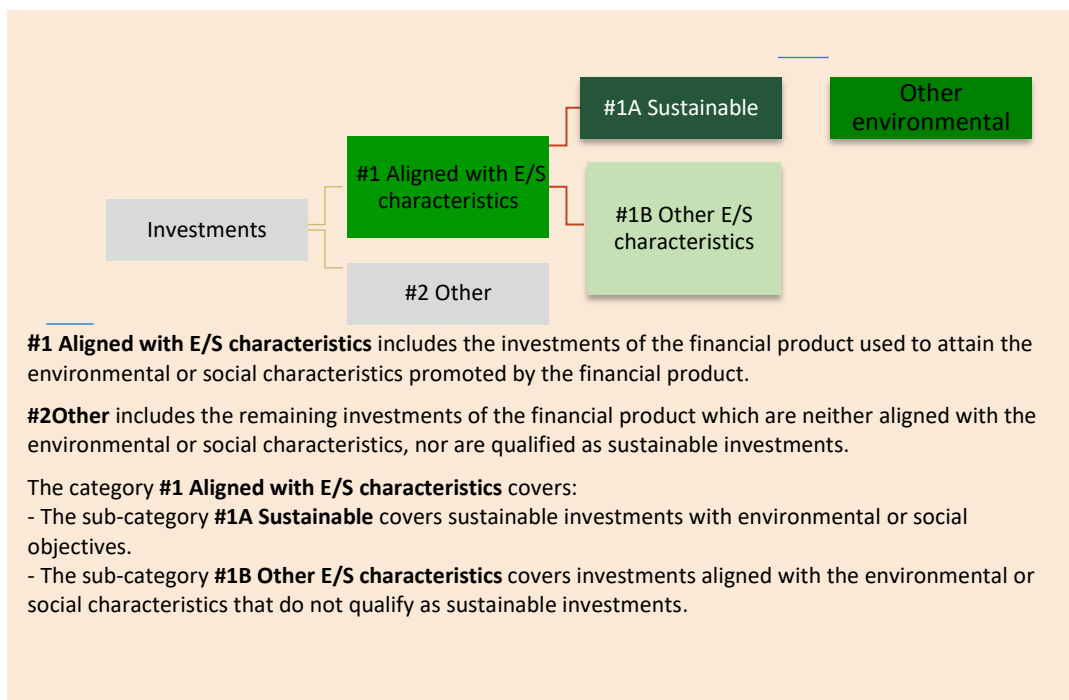 #1A Sustainable
Other
environmental
#1 Aligned with E/S
characteristics
#1B Other E/S
characteristics
Investments
#2 Other
#1 Aligned with E/S characteristics includes the investments of the financial product used to attain the
environmental or social characteristics promoted by the financial product.
#2Other includes the remaining investments of the financial product which are neither aligned with the
environmental or social characteristics, nor are qualified as sustainable investments.
The category #1 Aligned with E/S characteristics covers:
- The sub-category #1A Sustainable covers sustainable investments with environmental or social
objectives.
- The sub-category #1B Other E/S characteristics covers investments aligned with the environmental or
social characteristics that do not qualify as sustainable investments.